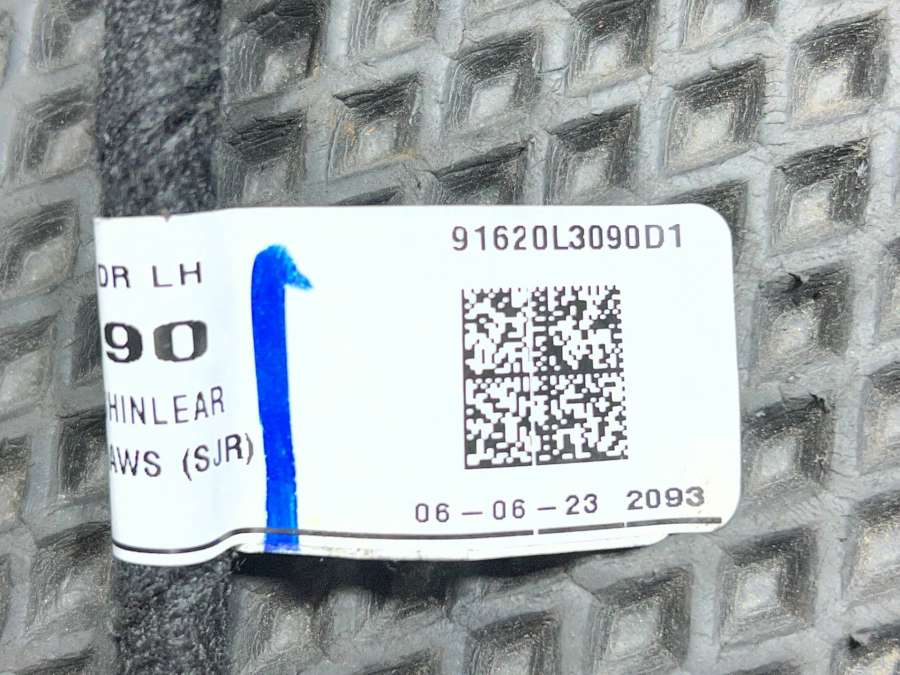 91620L3090D1
DR LH
90
HINLEAR
AWS (SJR)
06-06-23 2093